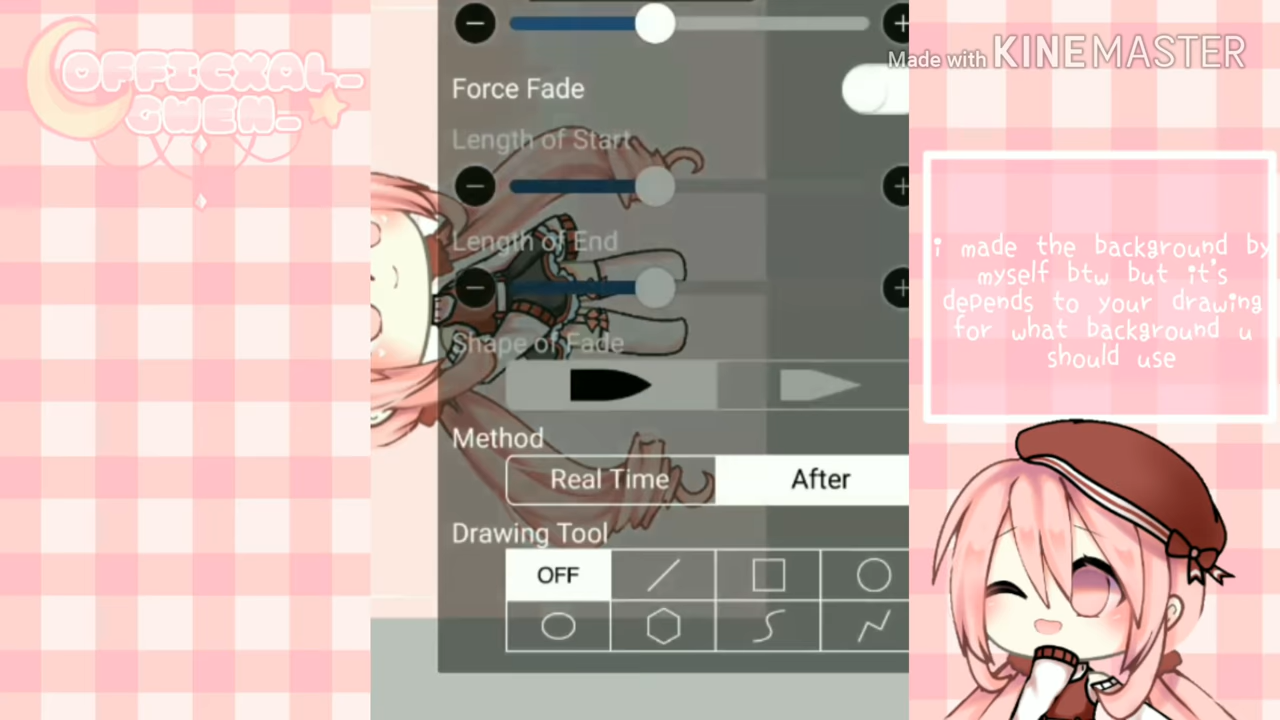 OFFICXAL-
GWEN_
Force Fade
Length of Start
Length of End
Shape of Fade
Method
Real Time
After
Drawing Tool
OFF
Made with KINEMASTER
i made the background by
myself btw but it's
depends to your drawing
for what background u
should use